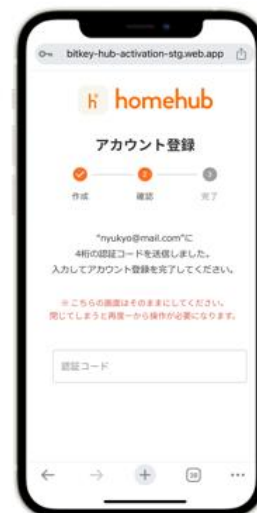 bitkey-hub-activation-stg.web.app
homehub
アカウント登録
2
3
作成
確認
完了
"nyukyo@mail.com"に
4桁の認証コードを送信しました。
入力してアカウント登録を完了してください。
※こちらの画面はそのままにしてください。
閉じてしまうと再度一から操作が必要になります。
認証コード